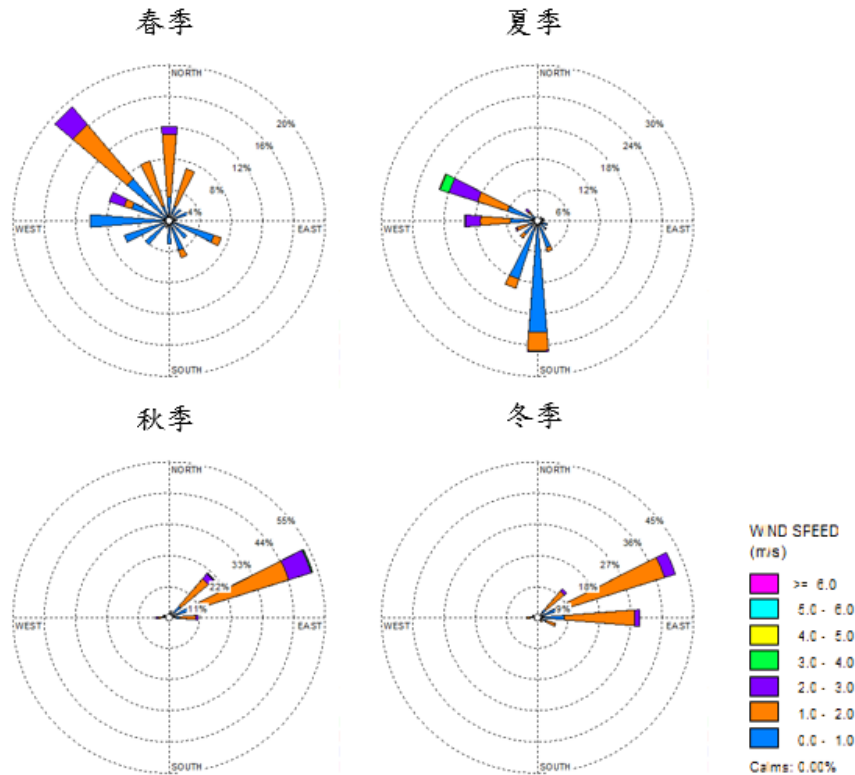 春季
NORTH
20%
16%
12%
8%
4%
WEST
EAST
SOUTH
夏季
NORTH
30%
24%
18%
12%
6%
WEST
EAST
SOUTH
秋季
NORTH
55%
44%
33%
22%
11%
WEST
EAST
SOUTH
冬季
NORTH
45%
36%
27%
18%
9%
WEST
EAST
SOUTH
WIND SPEED
(m/s)
>= 6.0
5.0 - 6.0
4.0 - 5.0
3.0 - 4.0
2.0 - 3.0
1.0 - 2.0
0.0 - 1.0
Calms: 0.00%